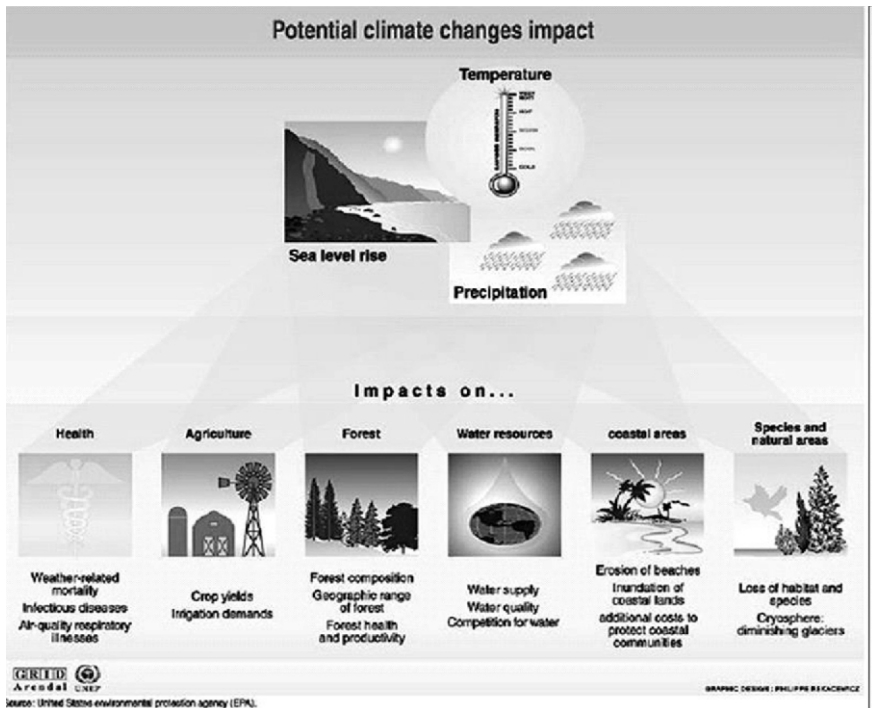 Potential climate changes impact
Temperature
Sea level rise
Precipitation
Impacts on...
Health
Agriculture
Forest
Water resources
coastal areas
Species and
natural areas
Weather-related
mortality
Infectious diseases
Air-quality respiratory
illnesses
Crop yields
Irrigation demands
Forest composition
Geographic range
of forest
Forest health
and productivity
Water supply
Water quality
Competition for water
Erosion of beaches
Inundation of
coastal lands
additional costs to
protect coastal
communities
Loss of habitat and
species
Cryosphere:
diminishing glaciers
GRID
Arendal UNEP
GRAPHIC DESIGN : PHILIPPE REKACEWICZ
Source: United States environmental protection agency (EPA).